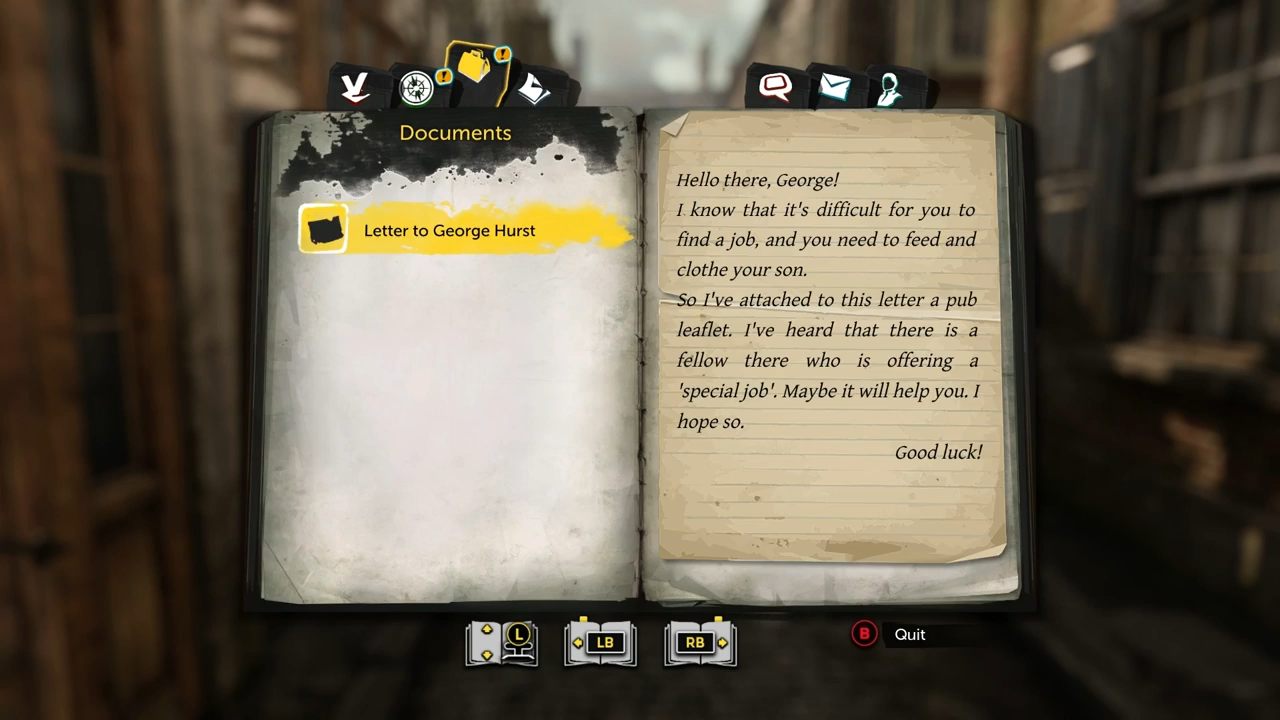 Documents
Letter to George Hurst
Hello there, George!
I know that it's difficult for you to
find a job, and you need to feed and
clothe your son.
So I've attached to this letter a pub
leaflet. I've heard that there is a
fellow there who is offering a
'special job'. Maybe it will help you. I
hope so.
Good luck!
L
LB
RB
B Quit